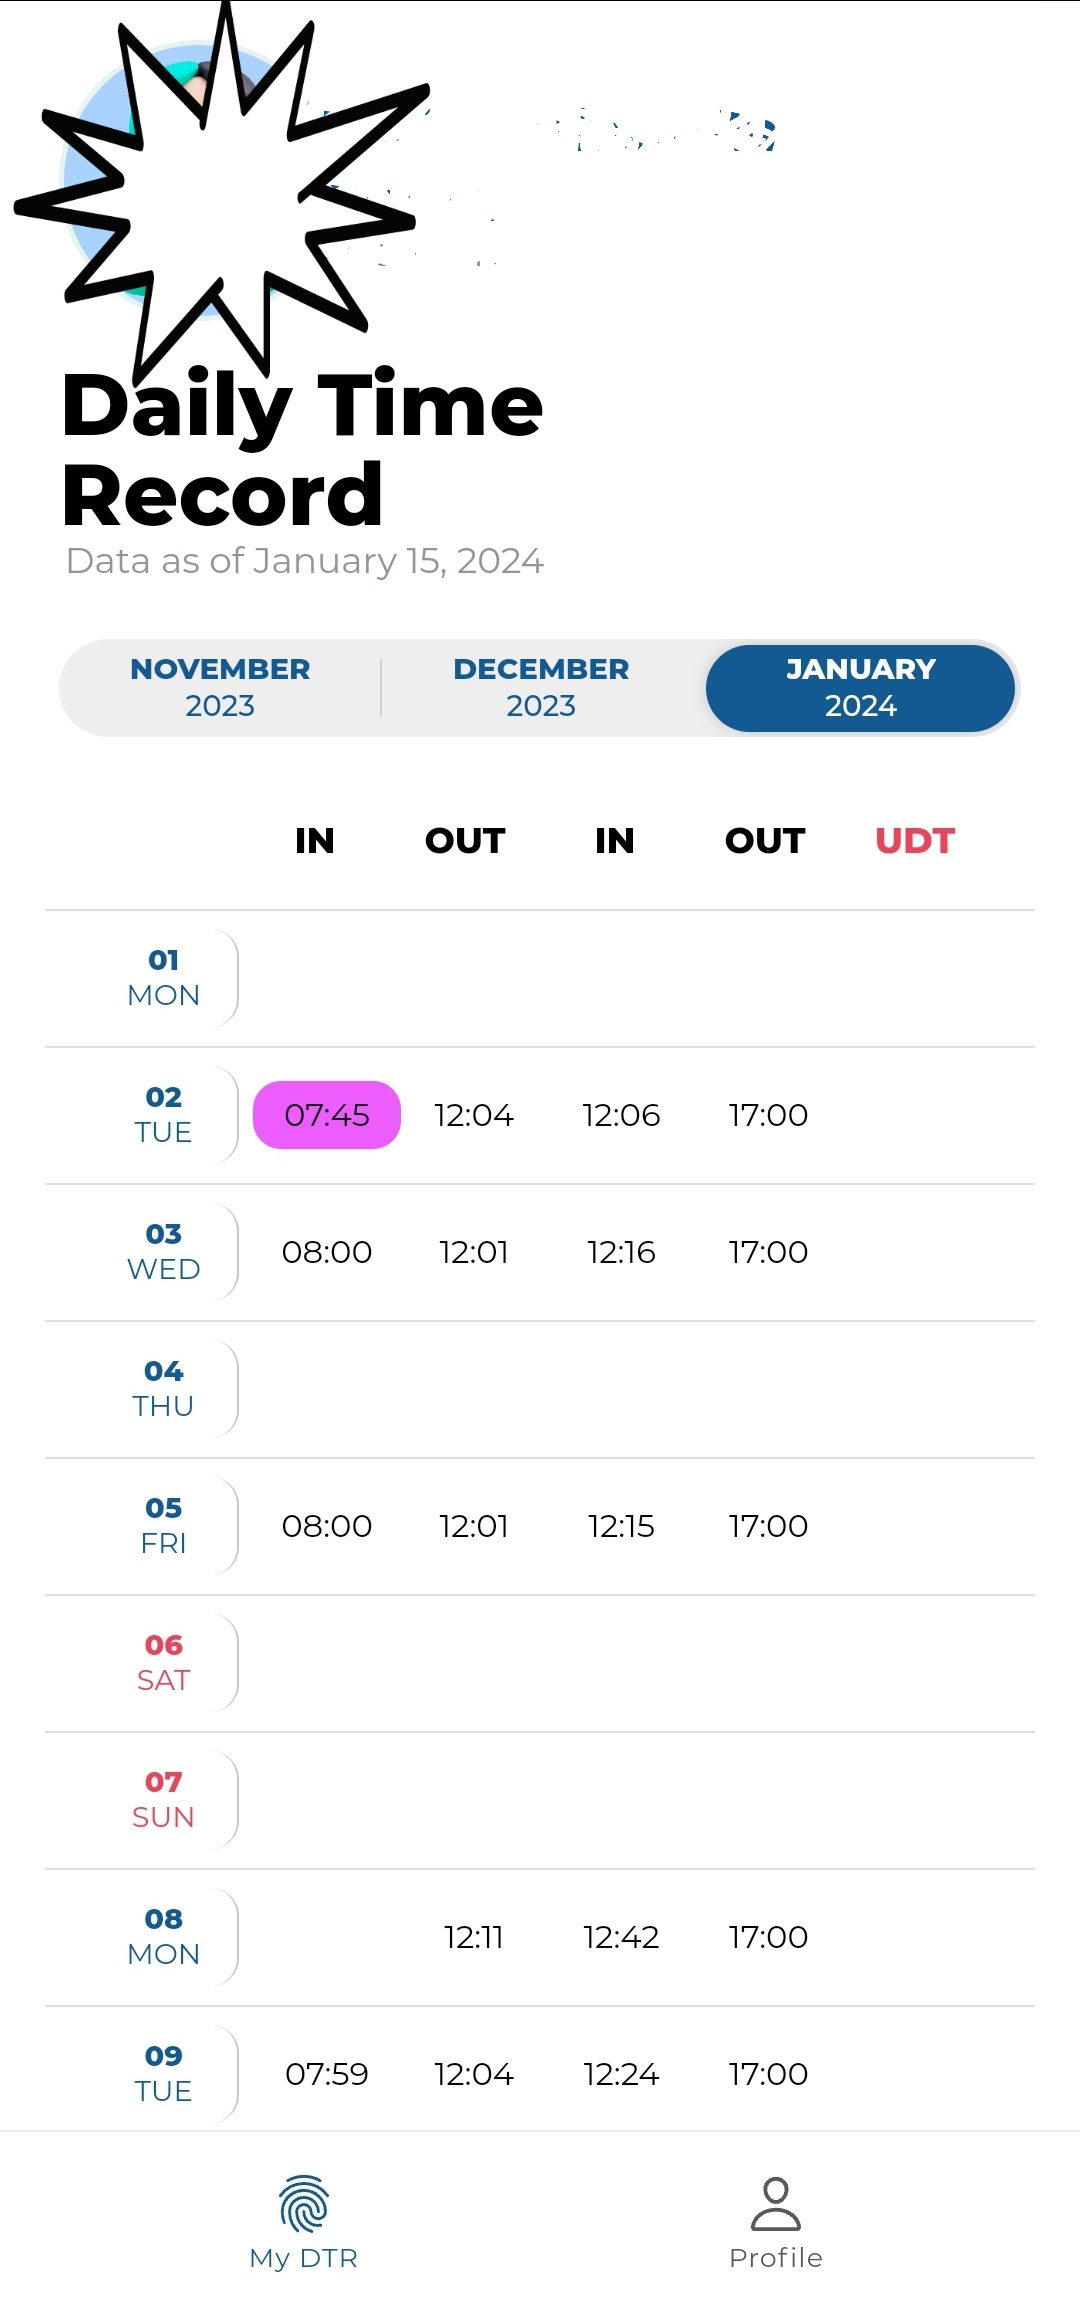 Daily Time
Record
Data as of January 15, 2024
NOVEMBER DECEMBER JANUARY
2023 2023 2024
IN OUT IN OUT UDT
01
MON
02
TUE 07:45 12:04 12:06 17:00
03
WED 08:00 12:01 12:16 17:00
04
THU
05
FRI 08:00 12:01 12:15 17:00
06
SAT
07
SUN
08
MON 12:11 12:42 17:00
09
TUE 07:59 12:04 12:24 17:00
My DTR Profile